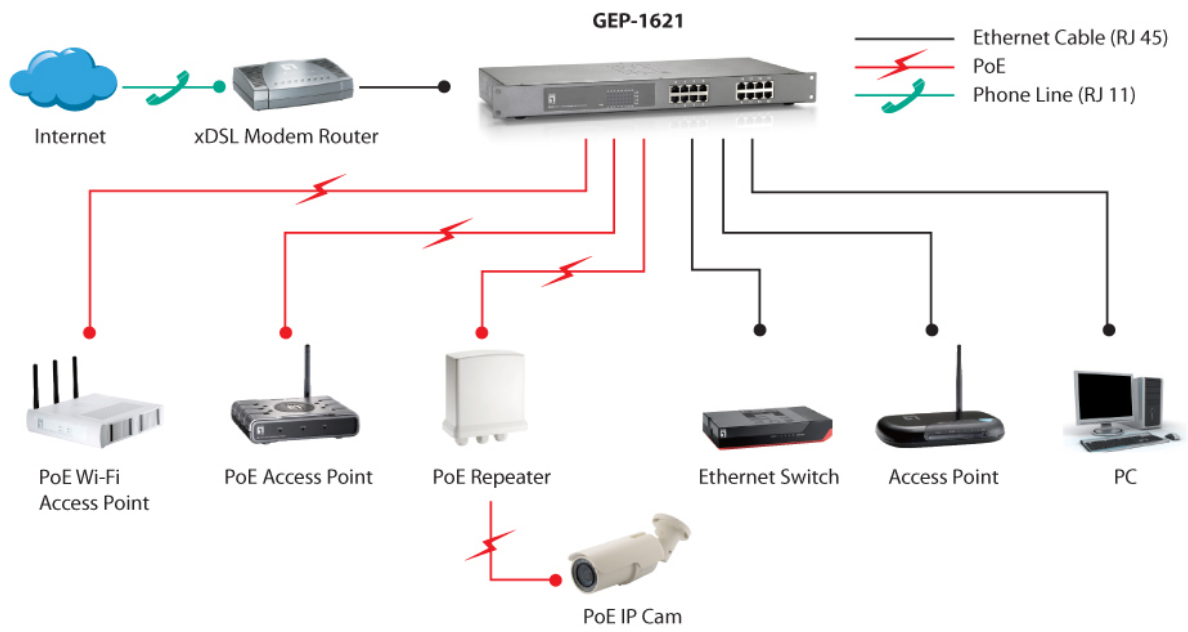 GEP-1621
Ethernet Cable (RJ 45)
PoE
Phone Line (RJ 11)
Internet
xDSL Modem Router
PoE Wi-Fi
Access Point
PoE Access Point
PoE Repeater
Ethernet Switch
Access Point
PC
PoE IP Cam